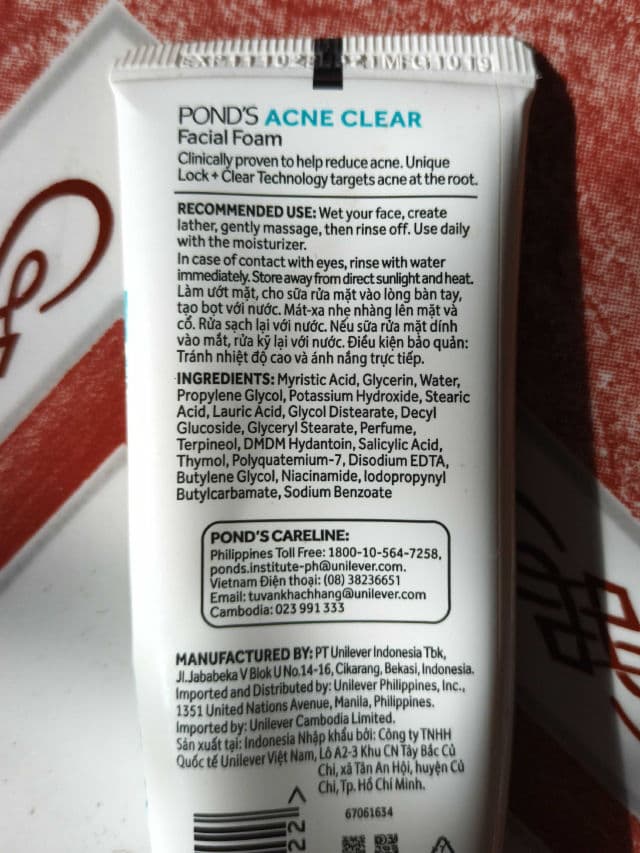 POND'S ACNE CLEAR
Facial Foam
Clinically proven to help reduce acne. Unique
Lock + Clear Technology targets acne at the root.
RECOMMENDED USE: Wet your face, create
lather, gently massage, then rinse off. Use daily
with the moisturizer.
In case of contact with eyes, rinse with water
immediately. Store away from direct sunlight and heat.
Làm ướt mặt, cho sữa rửa mặt vào lòng bàn tay,
tạo bọt với nước. Mát-xa nhẹ nhàng lên mặt và
cổ. Rửa sạch lại với nước. Nếu sữa rửa mặt dính
vào mắt, rửa kỹ lại với nước. Điều kiện bảo quản:
Tránh nhiệt độ cao và ánh nắng trực tiếp.
INGREDIENTS: Myristic Acid, Glycerin, Water,
Propylene Glycol, Potassium Hydroxide, Stearic
Acid, Lauric Acid, Glycol Distearate, Decyl
Glucoside, Glyceryl Stearate, Perfume,
Terpineol, DMDM Hydantoin, Salicylic Acid,
Thymol, Polyquatemium-7, Disodium EDTA,
Butylene Glycol, Niacinamide, Iodopropynyl
Butylcarbamate, Sodium Benzoate
POND'S CARELINE:
Philippines Toll Free: 1800-10-564-7258,
ponds.institute-ph@unilever.com.
Vietnam Điện thoại: (08) 38236651
Email: tuvankhachhang@unilever.com
Cambodia: 023 991 333
MANUFACTURED BY: PT Unilever Indonesia Tbk,
Jl.Jababeka V Blok U No.14-16, Cikarang, Bekasi, Indonesia.
Imported and Distributed by: Unilever Philippines, Inc.,
1351 United Nations Avenue, Manila, Philippines.
Imported by: Unilever Cambodia Limited.
Sản xuất tại: Indonesia Nhập khẩu bởi: Công ty TNHH
Quốc tế Unilever Việt Nam, Lô A2-3 Khu CN Tây Bắc Củ
Chi, xã Tân An Hội, huyện Củ
Chi, Tp. Hồ Chí Minh.
67061634